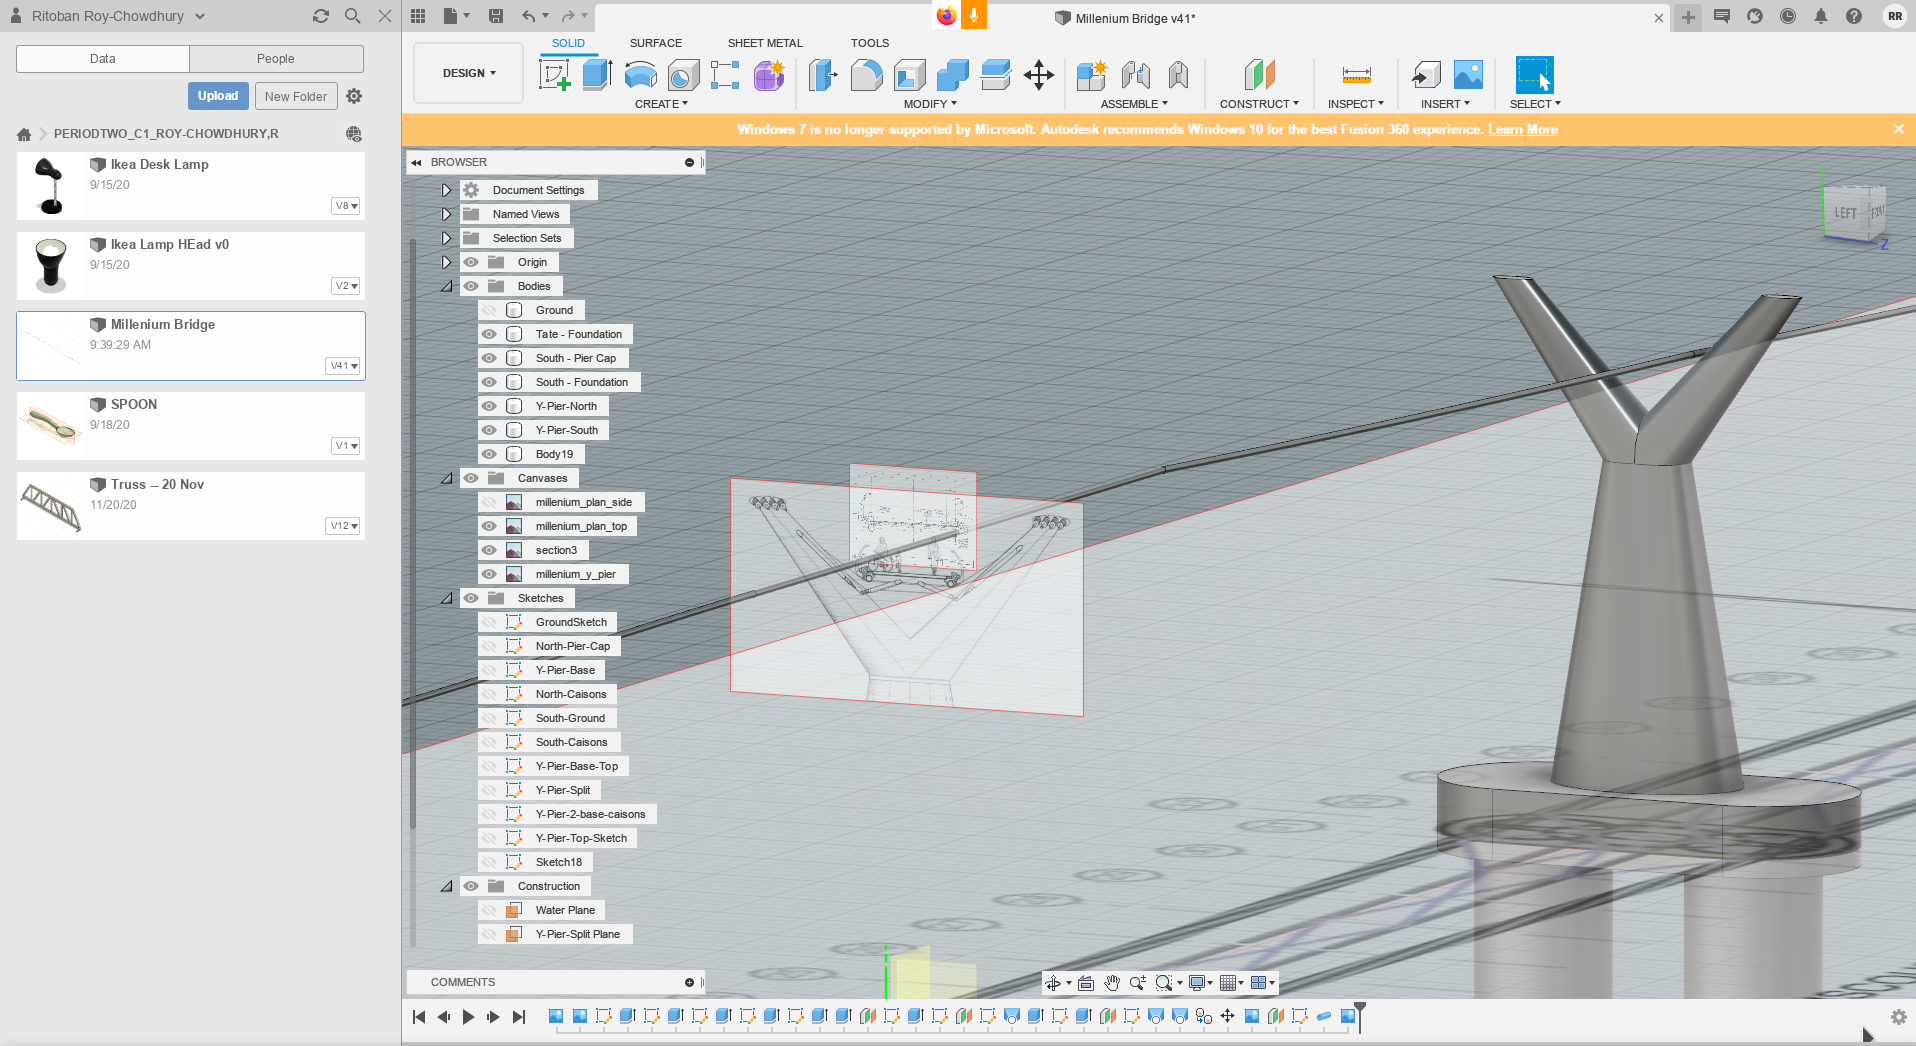 Ritoban Roy-Chowdhury
Millenium Bridge v41*
RR
Data
People
Upload
New Folder
PERIODTWO_C1_ROY-CHOWDHURY,R
Ikea Desk Lamp
9/15/20
V8
Ikea Lamp HEad v0
9/15/20
V2
Millenium Bridge
9:39:29 AM
V41
SPOON
9/18/20
V1
Truss -- 20 Nov
11/20/20
V12
DESIGN
SOLID
SURFACE
SHEET METAL
TOOLS
CREATE
MODIFY
ASSEMBLE
CONSTRUCT
INSPECT
INSERT
SELECT
Windows 7 is no longer supported by Microsoft. Autodesk recommends Windows 10 for the best Fusion 360 experience. Learn More
BROWSER
Document Settings
Named Views
Selection Sets
Origin
Bodies
Ground
Tate - Foundation
South - Pier Cap
South - Foundation
Y-Pier-North
Y-Pier-South
Body19
Canvases
millenium_plan_side
millenium_plan_top
section3
millenium_y_pier
Sketches
GroundSketch
North-Pier-Cap
Y-Pier-Base
North-Caisons
South-Ground
South-Caisons
Y-Pier-Base-Top
Y-Pier-Split
Y-Pier-2-base-caisons
Y-Pier-Top-Sketch
Sketch18
Construction
Water Plane
Y-Pier-Split Plane
COMMENTS
LEFT
Z